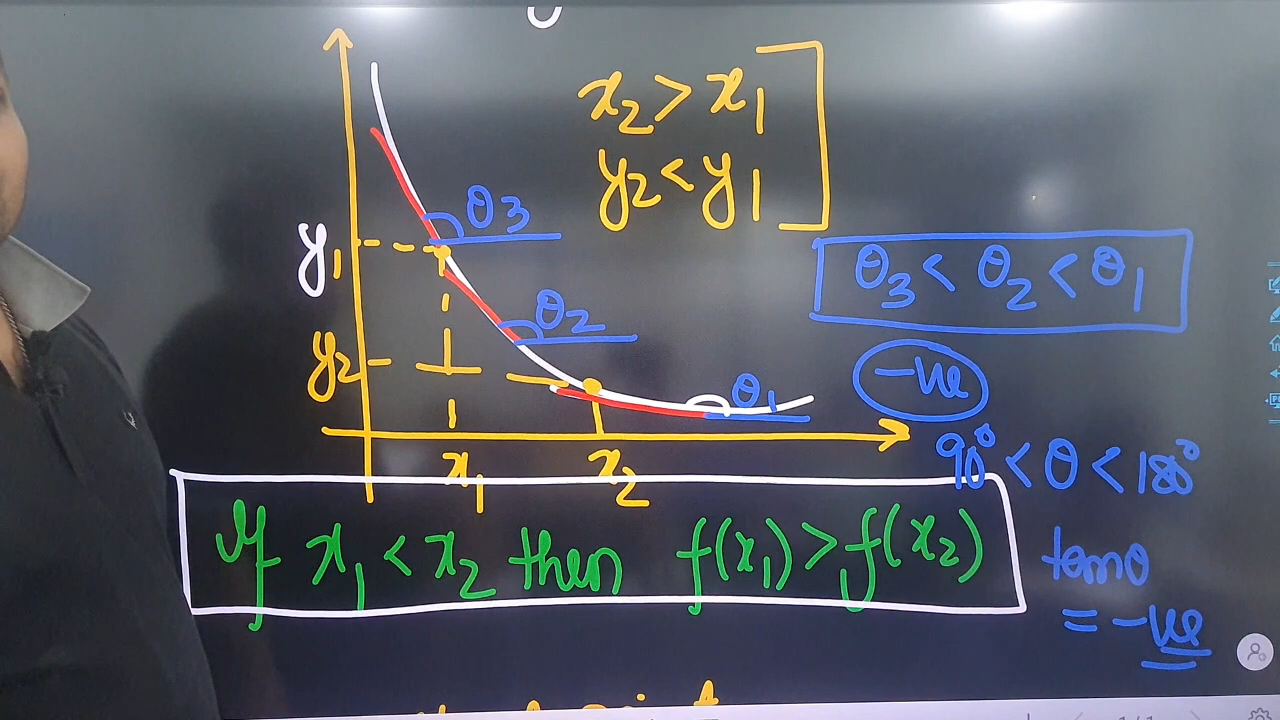 x₂ > x₁
y₂ < y₁
y₁
θ₃
θ₃ < θ₂ < θ₁
θ₂
y₂
θ₁
-ve
x₁ x₂
90° < θ < 180°
If x₁ < x₂ then f(x₁) > f(x₂)
tanθ
= -ve